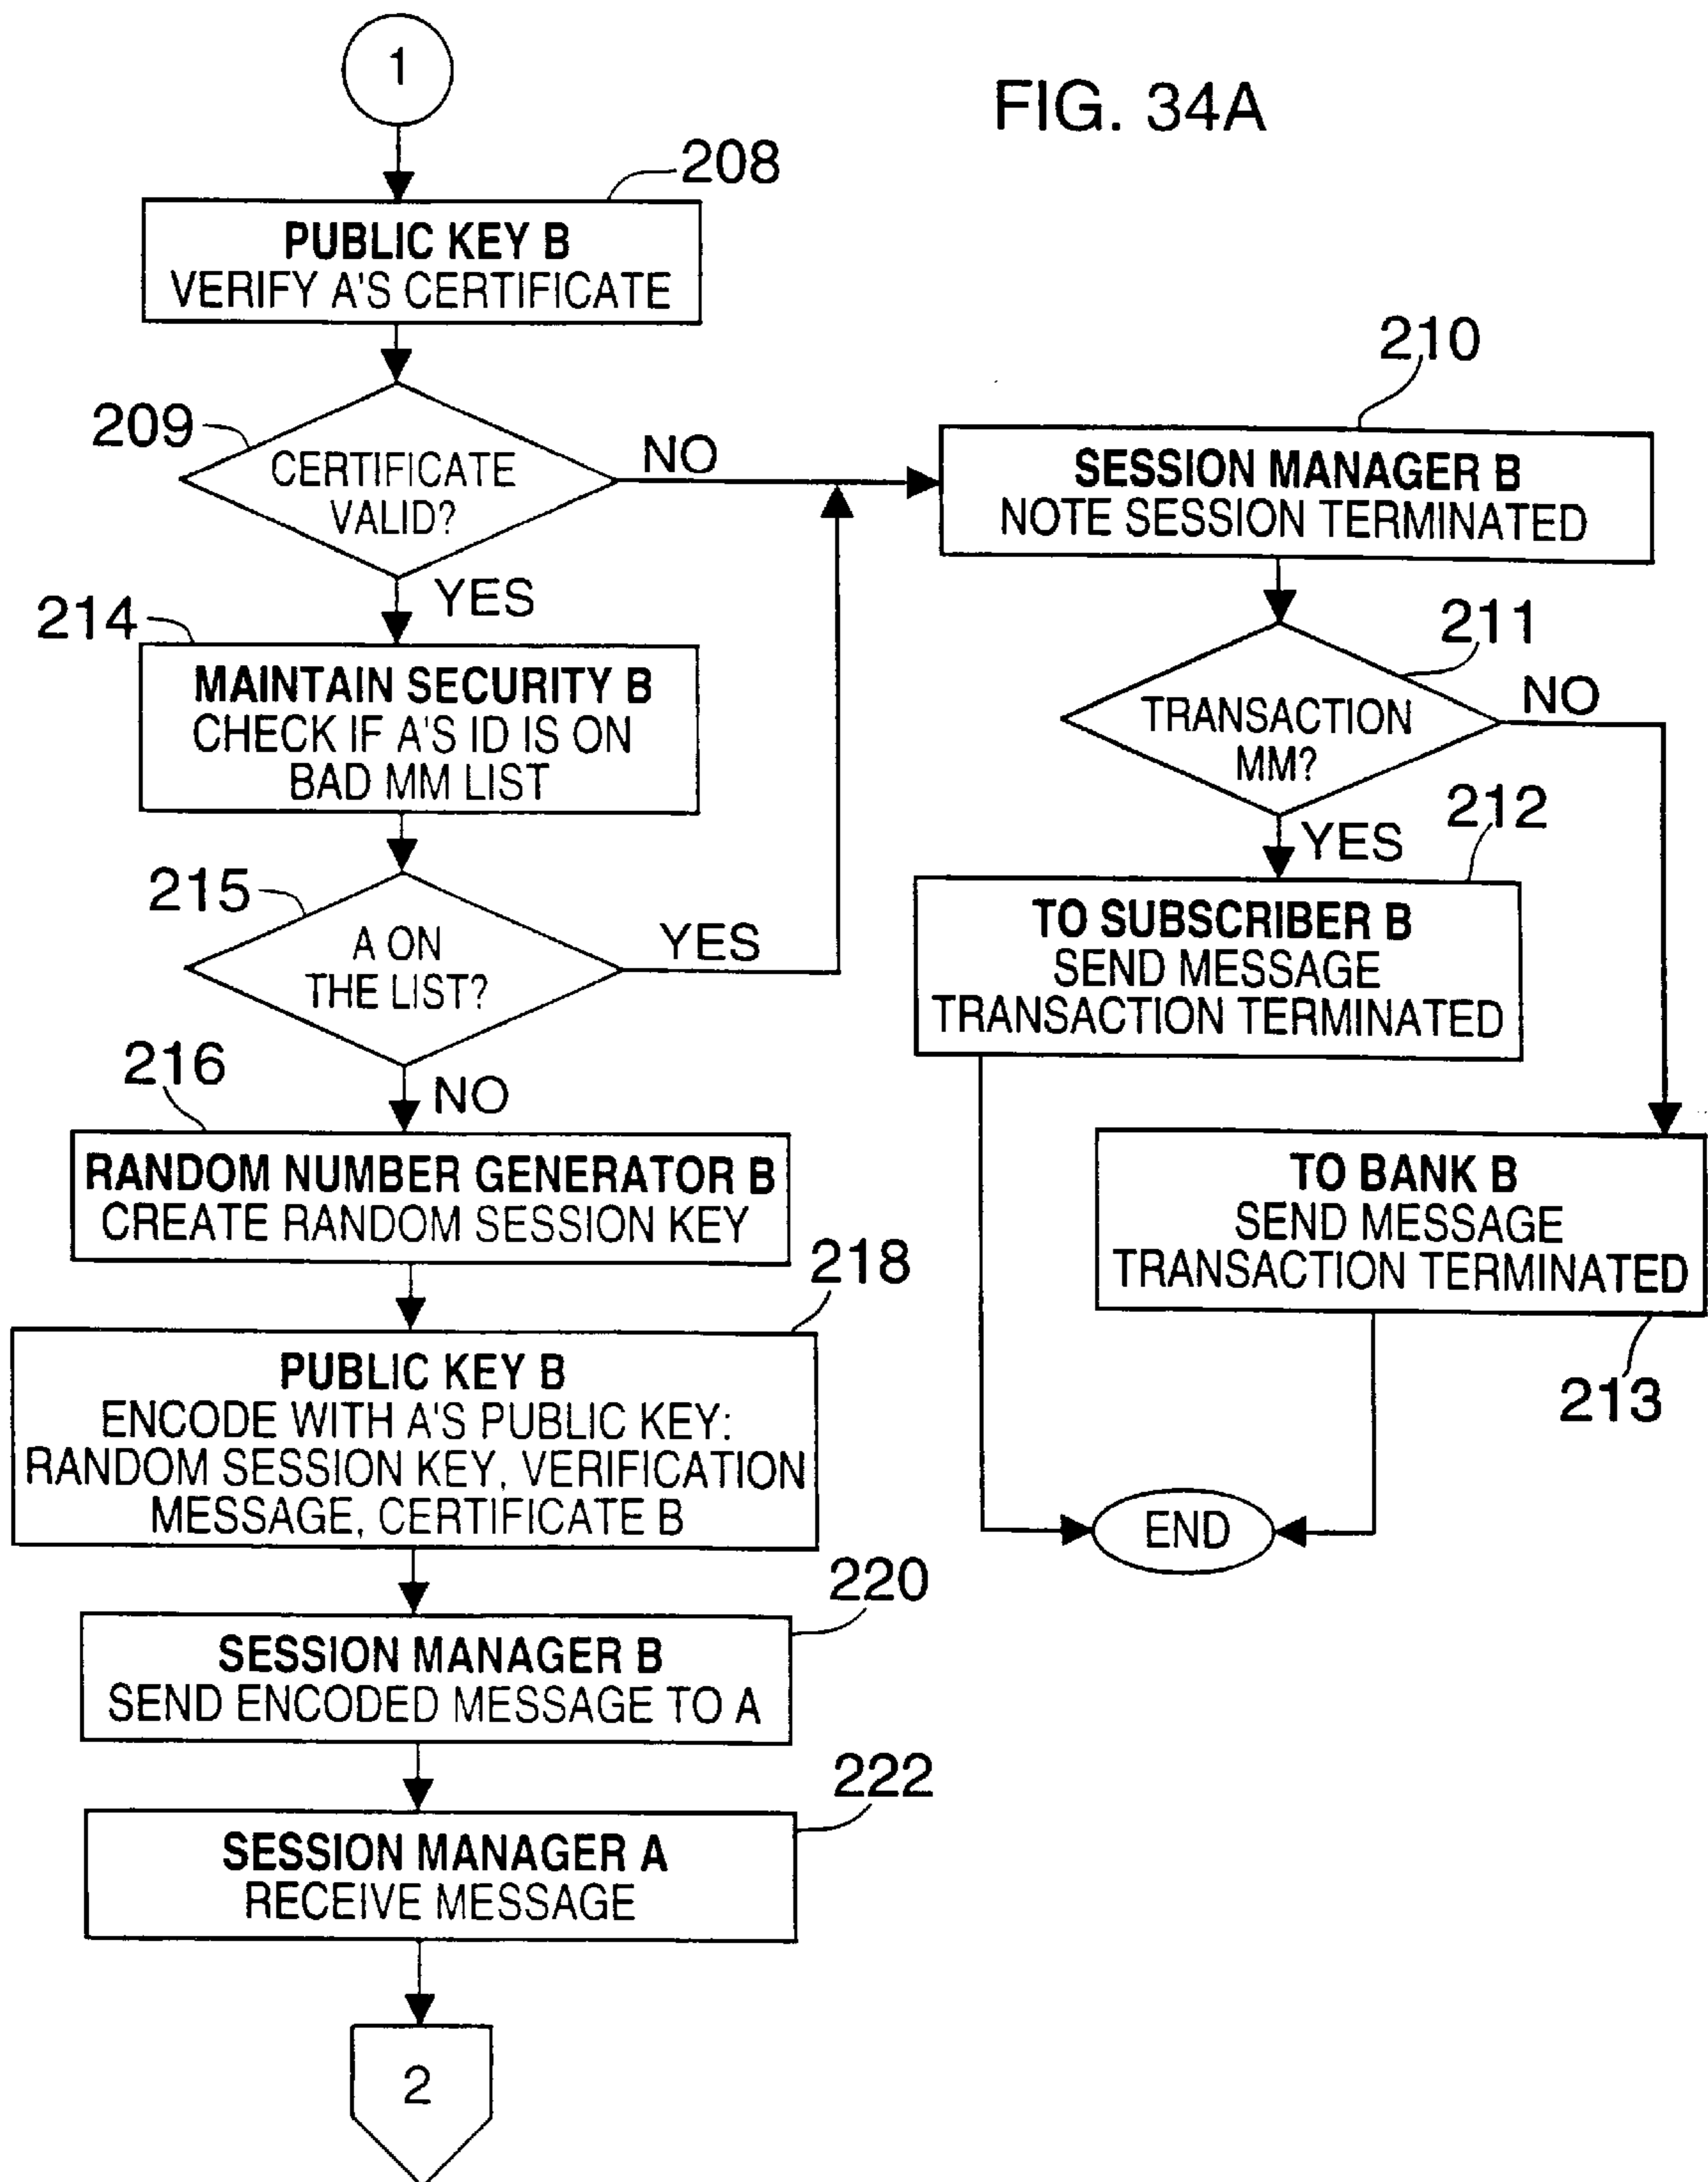 1
FIG. 34A
208
PUBLIC KEY B
VERIFY A'S CERTIFICATE
209
CERTIFICATE
VALID?
NO
YES
210
SESSION MANAGER B
NOTE SESSION TERMINATED
211
TRANSACTION
MM?
NO
YES
214
MAINTAIN SECURITY B
CHECK IF A'S ID IS ON
BAD MM LIST
215
A ON
THE LIST?
YES
NO
212
TO SUBSCRIBER B
SEND MESSAGE
TRANSACTION TERMINATED
216
RANDOM NUMBER GENERATOR B
CREATE RANDOM SESSION KEY
TO BANK B
SEND MESSAGE
TRANSACTION TERMINATED
213
218
PUBLIC KEY B
ENCODE WITH A'S PUBLIC KEY:
RANDOM SESSION KEY, VERIFICATION
MESSAGE, CERTIFICATE B
END
220
SESSION MANAGER B
SEND ENCODED MESSAGE TO A
222
SESSION MANAGER A
RECEIVE MESSAGE
2